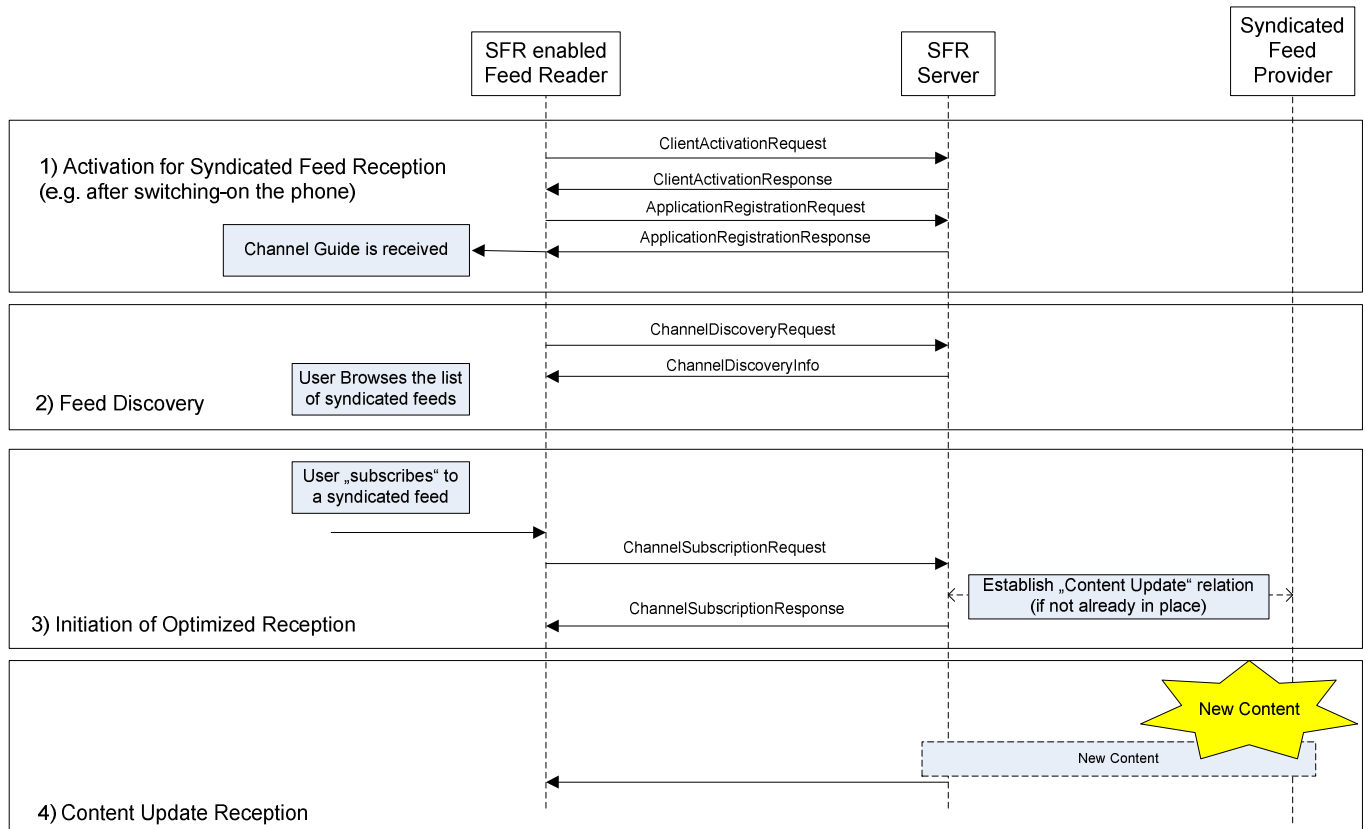 SFR enabled
Feed Reader
SFR
Server
Syndicated
Feed
Provider
1) Activation for Syndicated Feed Reception
(e.g. after switching-on the phone)
ClientActivationRequest
ClientActivationResponse
ApplicationRegistrationRequest
ApplicationRegistrationResponse
Channel Guide is received
ChannelDiscoveryRequest
ChannelDiscoveryInfo
User Browses the list
of syndicated feeds
2) Feed Discovery
User „subscribes“ to
a syndicated feed
ChannelSubscriptionRequest
Establish „Content Update“ relation
(if not already in place)
ChannelSubscriptionResponse
3) Initiation of Optimized Reception
New Content
New Content
4) Content Update Reception